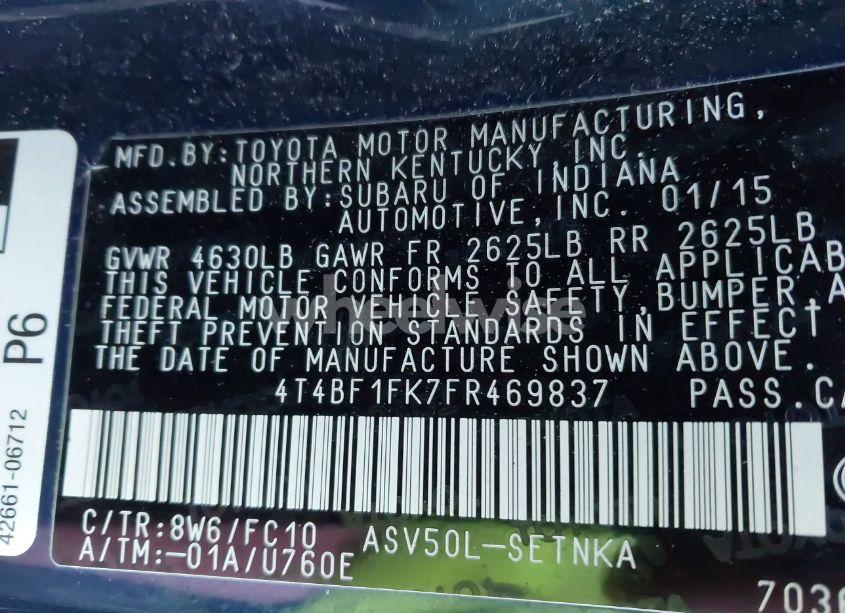 MFD.BY:TOYOTA MOTOR MANUFACTURING,
NORTHERN KENTUCKY,INC.
ASSEMBLED BY:SUBARU OF INDIANA
AUTOMOTIVE,INC. 01/15
GVWR 4630LB GAWR FR 2625LB RR 2625LB
THIS VEHICLE CONFORMS TO ALL APPLICAB
FEDERAL MOTOR VEHICLE SAFETY,BUMPER,A
THEFT PREVENTION STANDARDS IN EFFECT
THE DATE OF MANUFACTURE SHOWN ABOVE.
4T4BF1FK7FR469837 PASS.CA
C/TR:8W6/FC10 ASV50L-SETNKA
A/TM:-01A/U760E
7036
P6
42661-06712
wheelwise